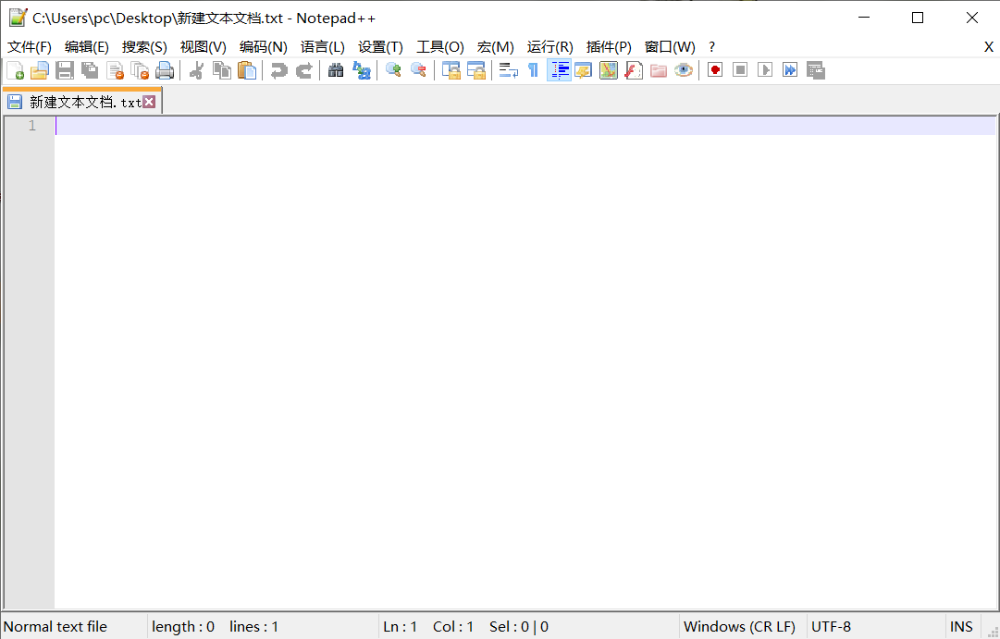 C:\Users\pc\Desktop\新建文本文档.txt - Notepad++
文件(F) 编辑(E) 搜索(S) 视图(V) 编码(N) 语言(L) 设置(T) 工具(O) 宏(M) 运行(R) 插件(P) 窗口(W) ? X
新建文本文档.txt
1
Normal text file length : 0 lines : 1 Ln : 1 Col : 1 Sel : 0 | 0 Windows (CR LF) UTF-8 INS